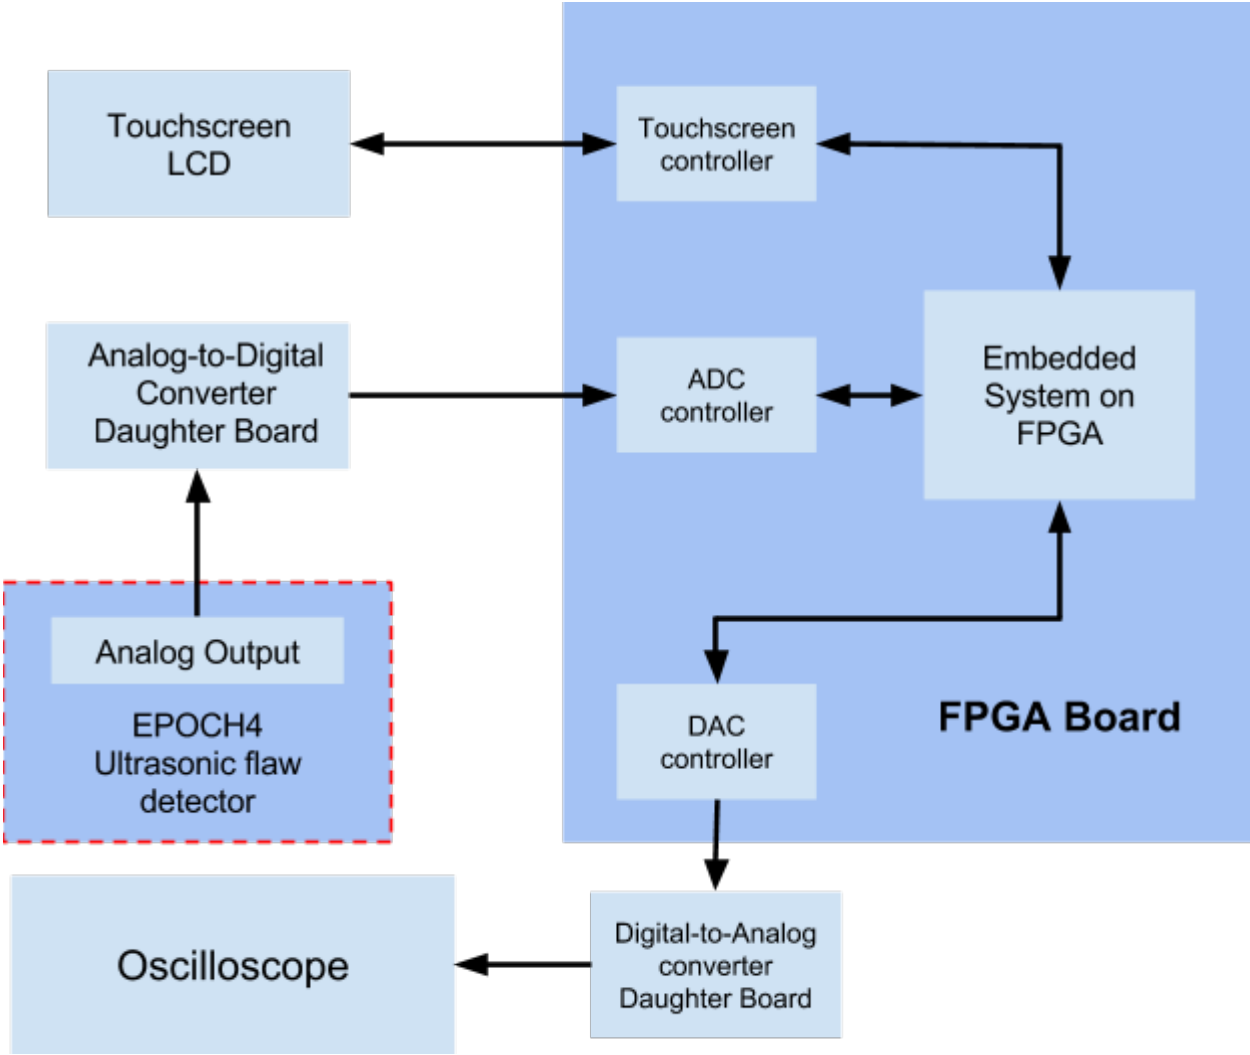 Touchscreen
LCD
Touchscreen
controller
Analog-to-Digital
Converter
Daughter Board
ADC
controller
Embedded
System on
FPGA
Analog Output
EPOCH4
Ultrasonic flaw
detector
DAC
controller
FPGA Board
Oscilloscope
Digital-to-Analog
converter
Daughter Board